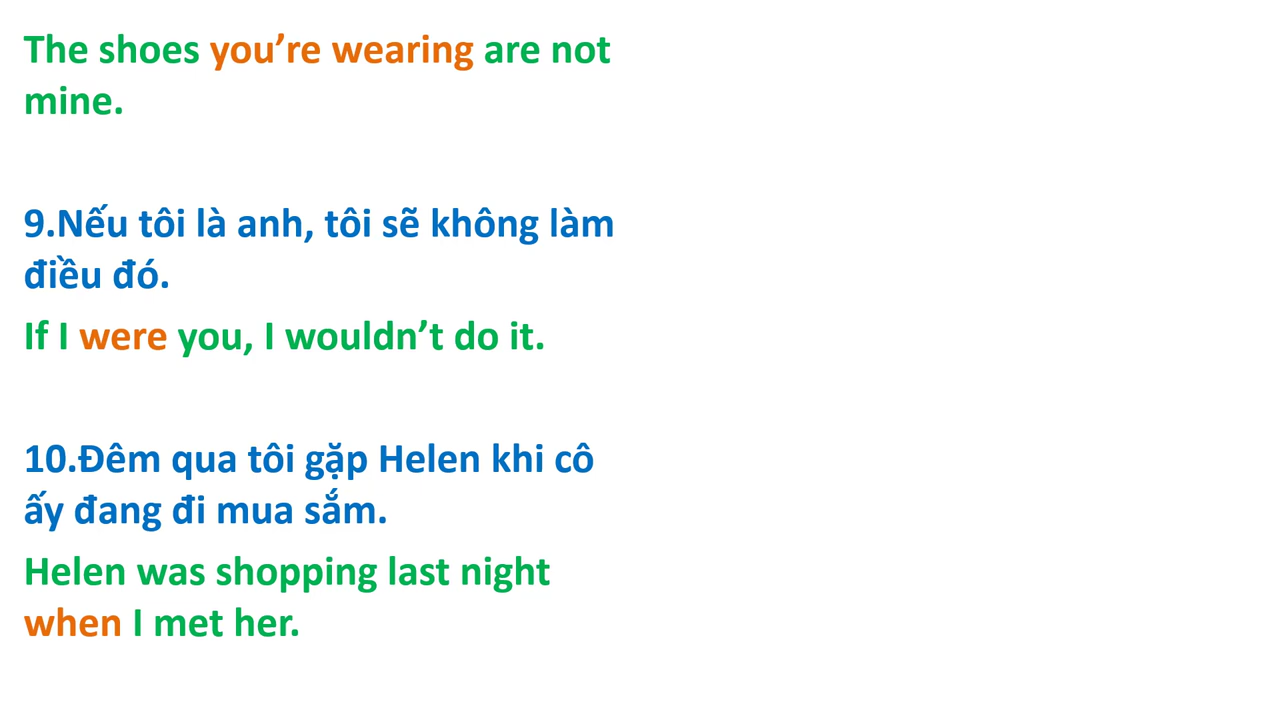 The shoes you’re wearing are not
mine.
9.Nếu tôi là anh, tôi sẽ không làm
điều đó.
If I were you, I wouldn’t do it.
10.Đêm qua tôi gặp Helen khi cô
ấy đang đi mua sắm.
Helen was shopping last night
when I met her.